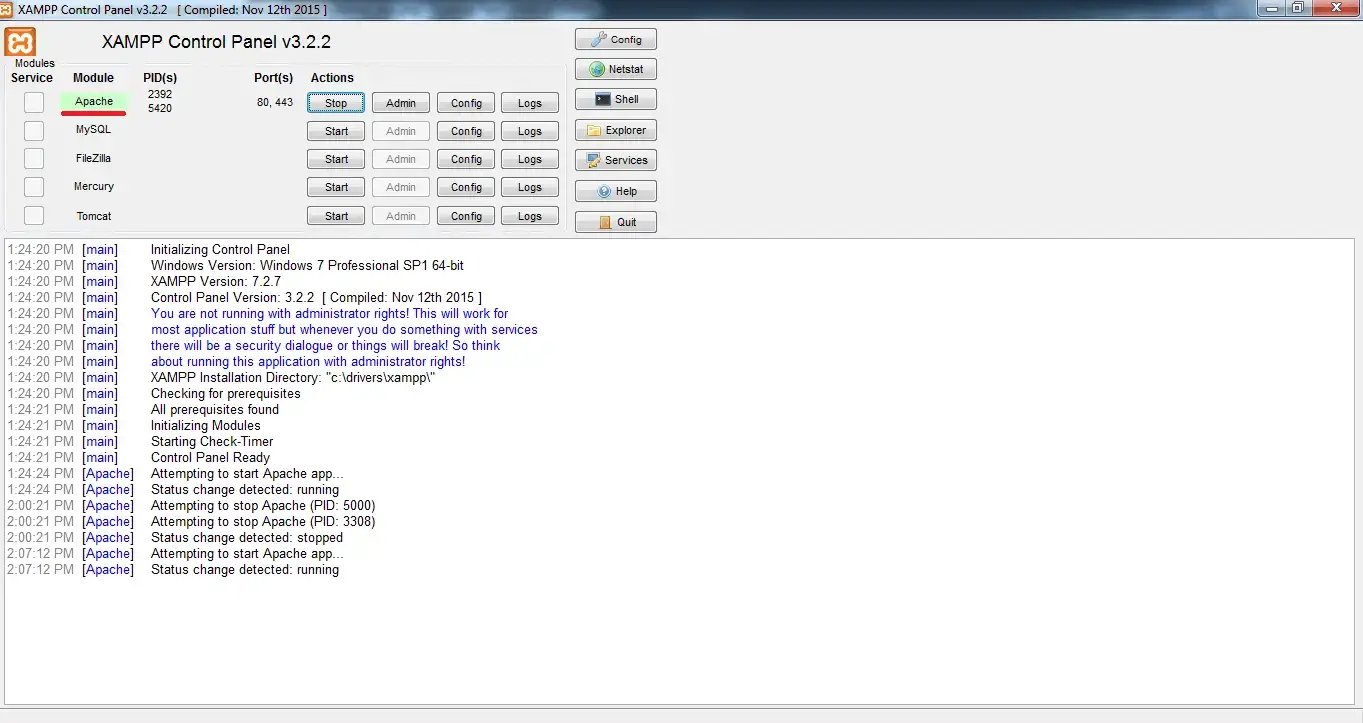 XAMPP Control Panel v3.2.2 [ Compiled: Nov 12th 2015 ]
XAMPP Control Panel v3.2.2
Config
Modules
Service Module PID(s) Port(s) Actions
Netstat
Apache 2392 5420 80, 443 Stop Admin Config Logs
Shell
MySQL Start Admin Config Logs
Explorer
FileZilla Start Admin Config Logs
Services
Mercury Start Admin Config Logs
Help
Tomcat Start Admin Config Logs
Quit
1:24:20 PM [main] Initializing Control Panel
1:24:20 PM [main] Windows Version: Windows 7 Professional SP1 64-bit
1:24:20 PM [main] XAMPP Version: 7.2.7
1:24:20 PM [main] Control Panel Version: 3.2.2 [ Compiled: Nov 12th 2015 ]
1:24:20 PM [main] You are not running with administrator rights! This will work for
1:24:20 PM [main] most application stuff but whenever you do something with services
1:24:20 PM [main] there will be a security dialogue or things will break! So think
1:24:20 PM [main] about running this application with administrator rights!
1:24:20 PM [main] XAMPP Installation Directory: "c:\drivers\xampp\"
1:24:20 PM [main] Checking for prerequisites
1:24:21 PM [main] All prerequisites found
1:24:21 PM [main] Initializing Modules
1:24:21 PM [main] Starting Check-Timer
1:24:21 PM [main] Control Panel Ready
1:24:24 PM [Apache] Attempting to start Apache app...
1:24:24 PM [Apache] Status change detected: running
2:00:21 PM [Apache] Attempting to stop Apache (PID: 5000)
2:00:21 PM [Apache] Attempting to stop Apache (PID: 3308)
2:00:21 PM [Apache] Status change detected: stopped
2:07:12 PM [Apache] Attempting to start Apache app...
2:07:12 PM [Apache] Status change detected: running